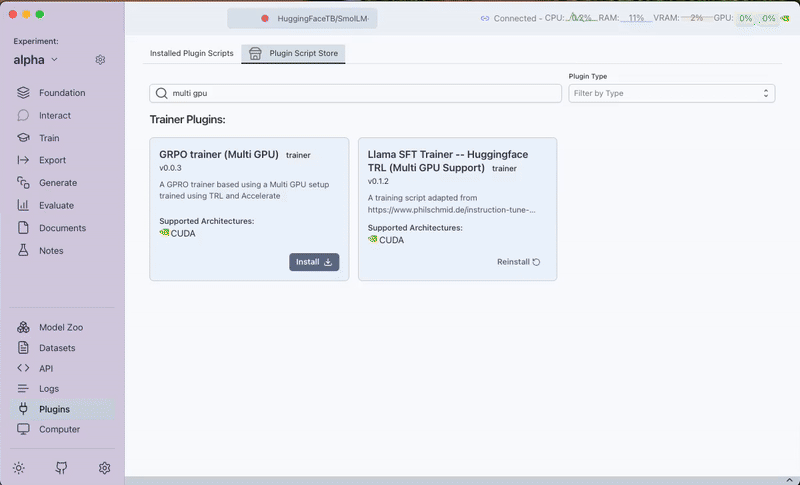 HuggingFaceTB/SmolLM-
Connected - CPU: 0.2% RAM: 11% VRAM: 2% GPU: 0% 0%
Experiment:
alpha
Foundation
Interact
Train
Export
Generate
Evaluate
Documents
Notes
Model Zoo
Datasets
API
Logs
Plugins
Computer
Installed Plugin Scripts
Plugin Script Store
Plugin Type
multi gpu
Filter by Type
Trainer Plugins:
GRPO trainer (Multi GPU) trainer
v0.0.3
A GPRO trainer based using a Multi GPU setup
trained using TRL and Accelerate
Supported Architectures:
CUDA
Install
Llama SFT Trainer -- Huggingface
TRL (Multi GPU Support) trainer
v0.1.2
A training script adapted from
https://www.philschmid.de/instruction-tune-...
Supported Architectures:
CUDA
Reinstall